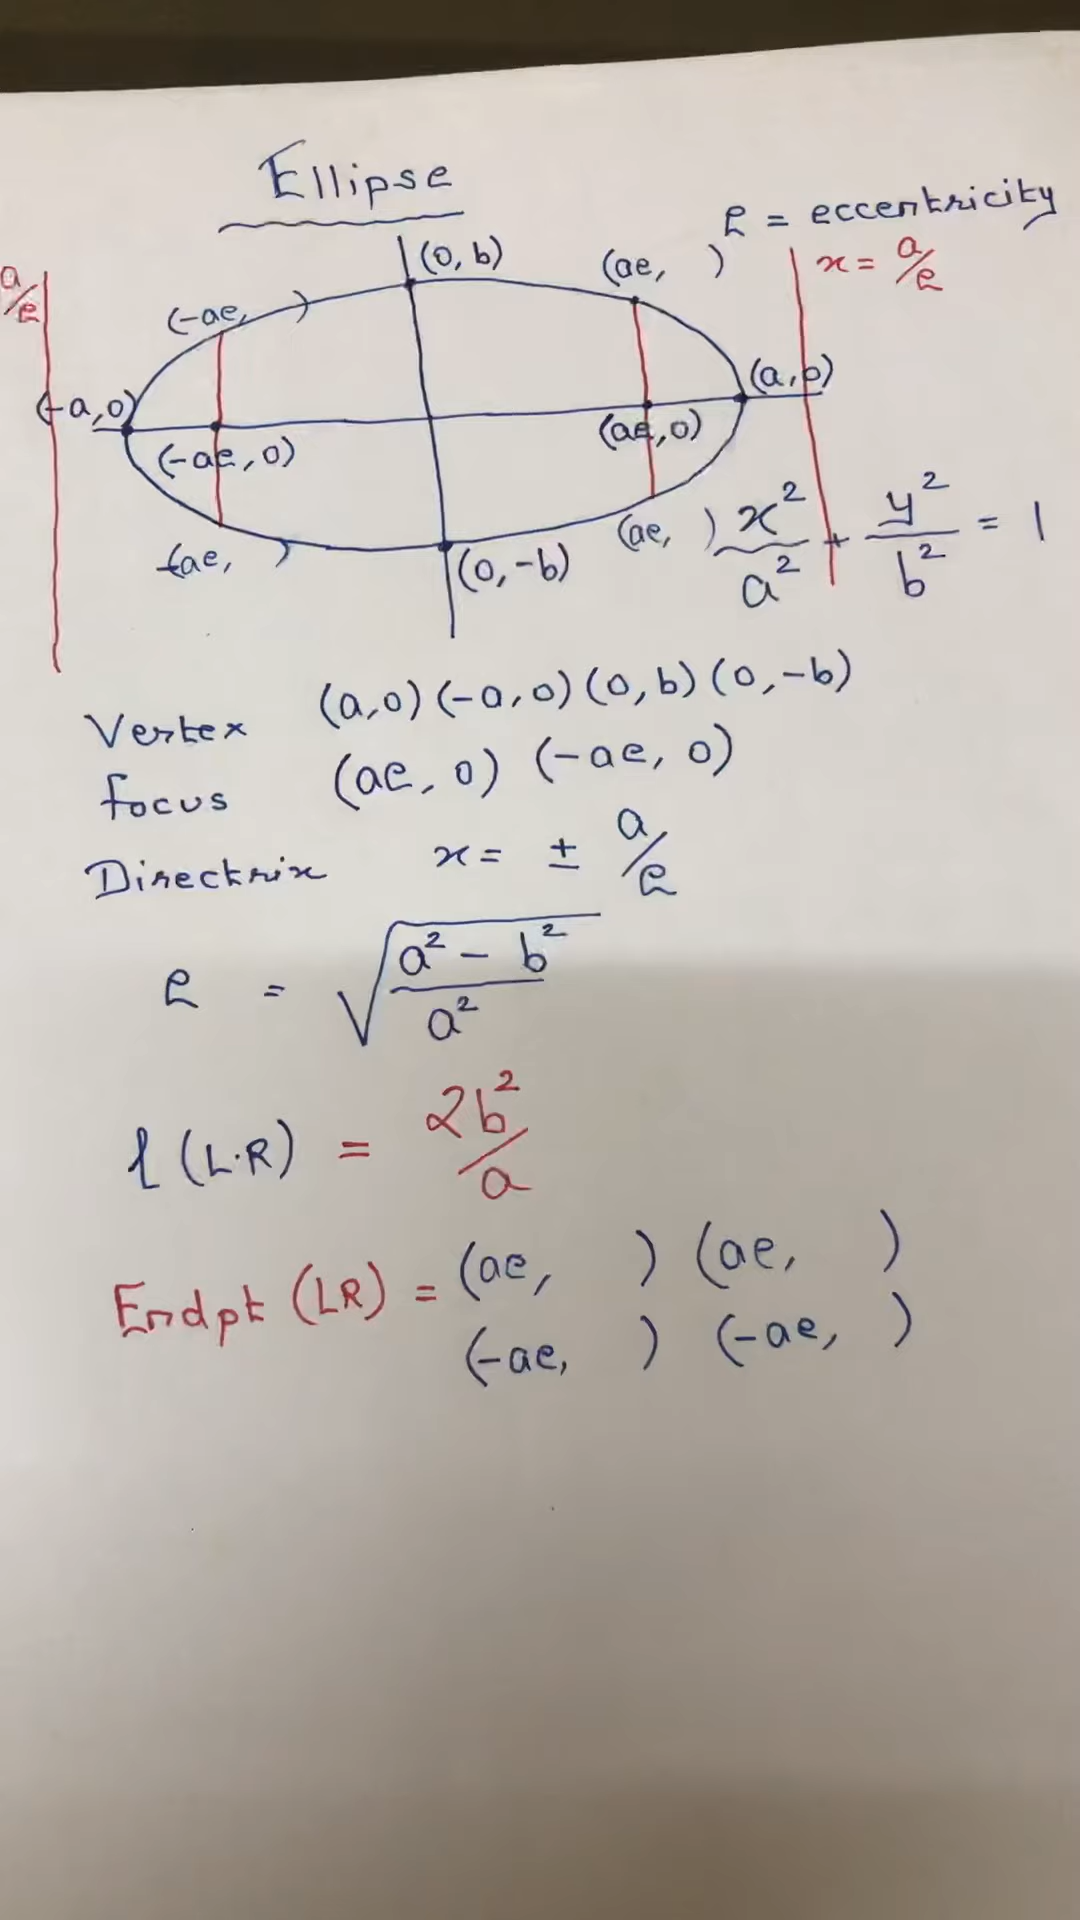 Ellipse
e = eccentricity
(0, b)
(ae, )
x = a/e
a/e
(-ae, )
(-a, 0)
(a, 0)
(-ae, 0)
(ae, 0)
(-ae, )
(0, -b)
(ae, )
x²/a² + y²/b² = 1
Vertex (a, 0) (-a, 0) (0, b) (0, -b)
focus (ae, 0) (-ae, 0)
Directrix x = ± a/e
e = √(a² - b²/a²)
l (L.R) = 2b²/a
Endpt (LR) = (ae, ) (ae, )
(-ae, ) (-ae, )